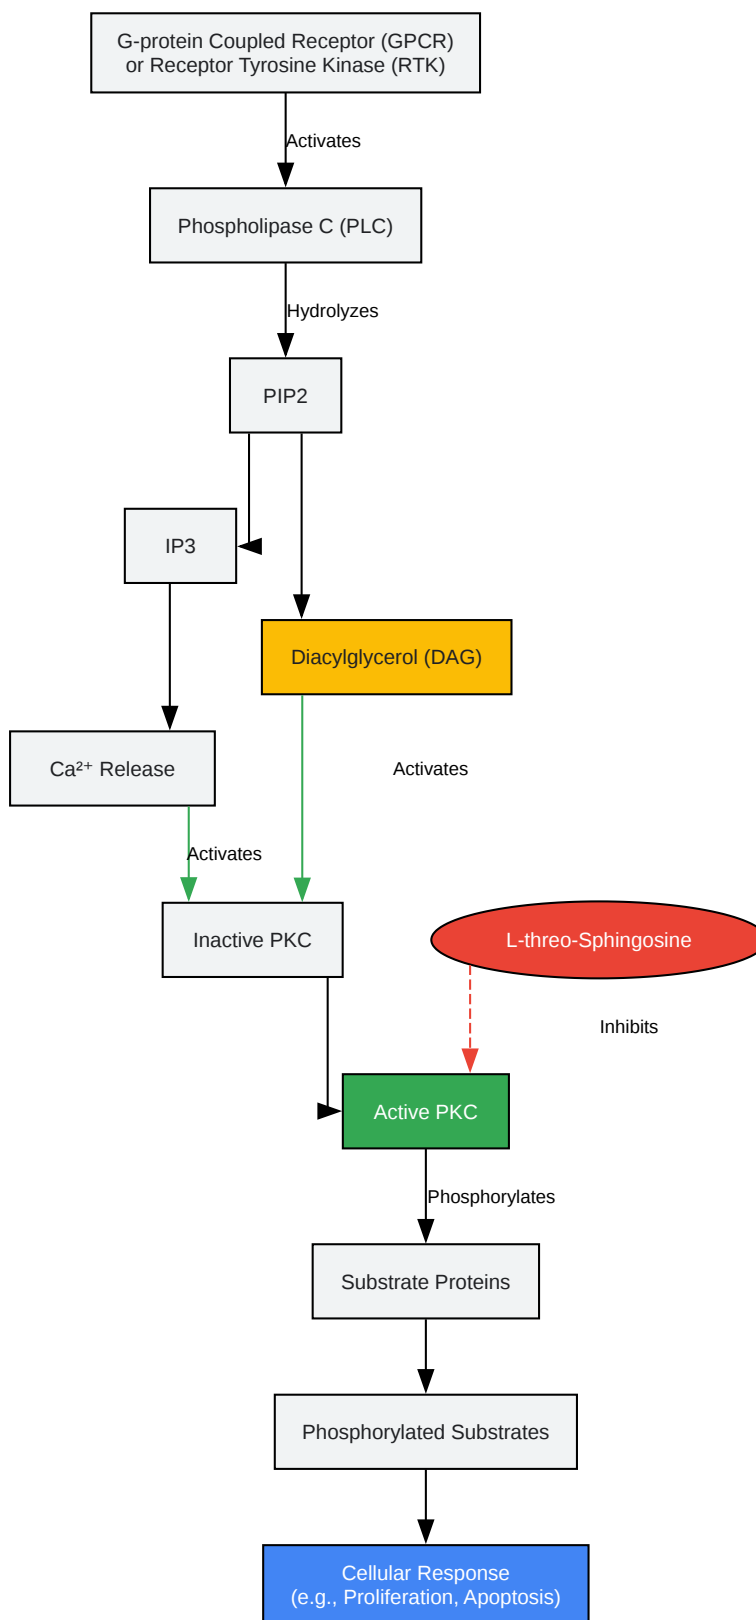 G-protein Coupled Receptor (GPCR)
or Receptor Tyrosine Kinase (RTK)
Activates
Phospholipase C (PLC)
Hydrolyzes
PIP2
IP3
Diacylglycerol (DAG)
Ca²⁺ Release
Activates
Activates
Inactive PKC
L-threo-Sphingosine
Inhibits
Active PKC
Phosphorylates
Substrate Proteins
Phosphorylated Substrates
Cellular Response
(e.g., Proliferation, Apoptosis)